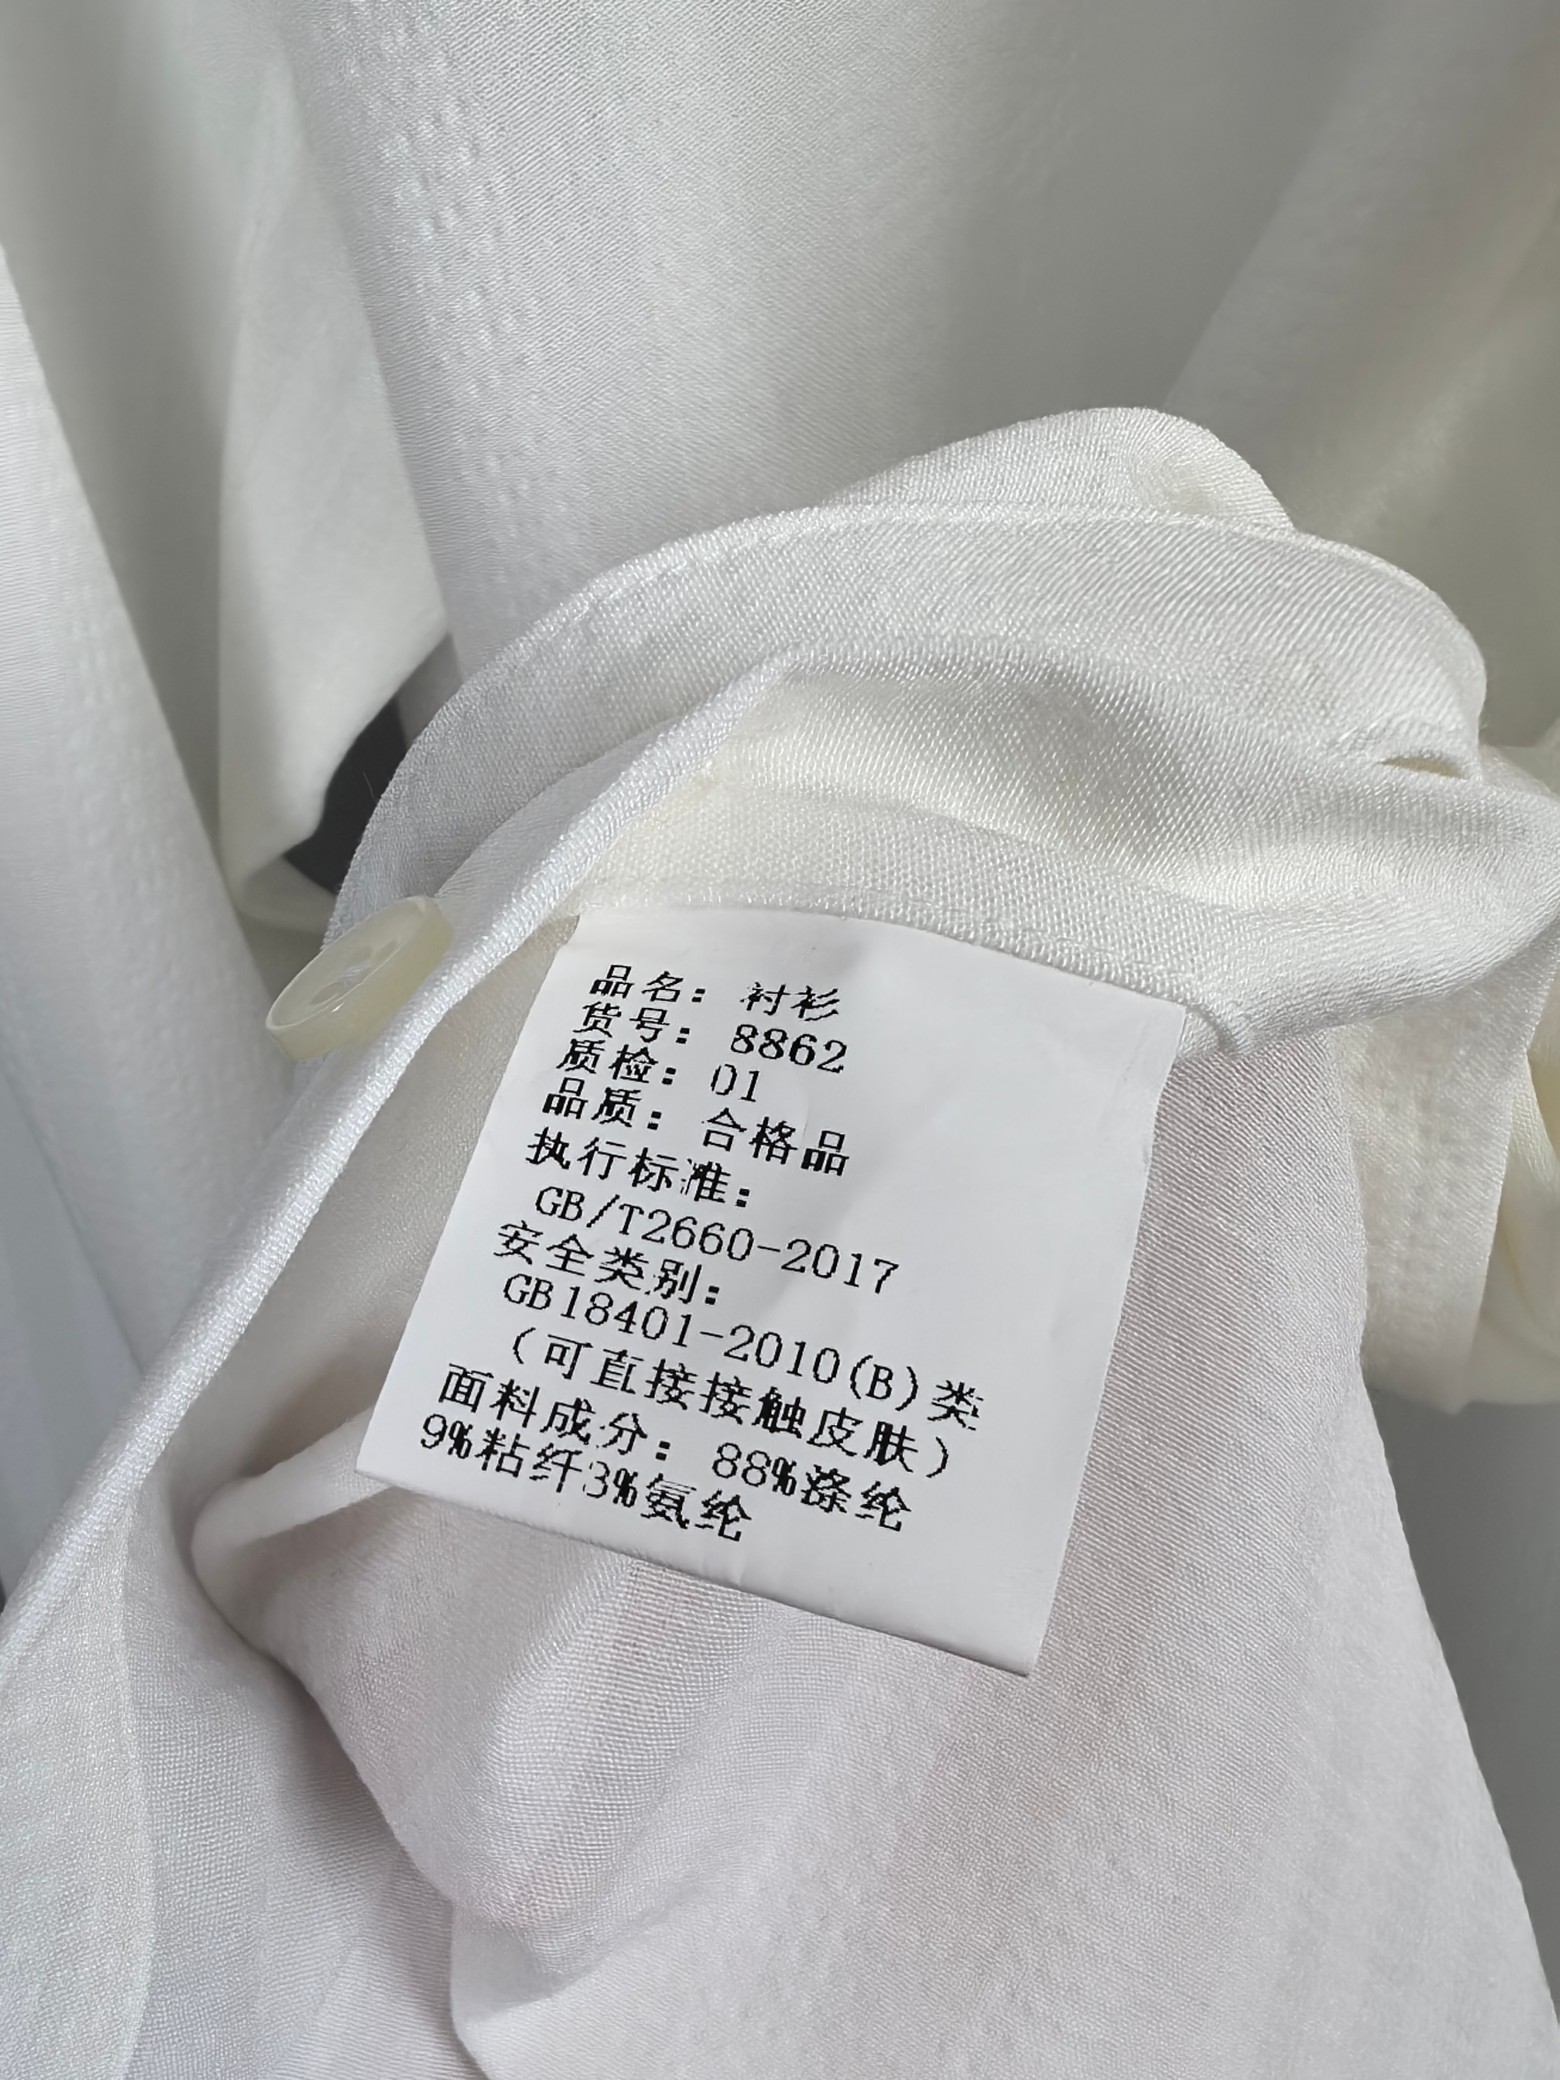 品名：衬衫
货号：8862
质检：01
品质：合格品
执行标准：
GB/T2660-2017
安全类别：
GB18401-2010(B)类
（可直接接触皮肤）
面料成分：88%涤纶
9%粘纤3%氨纶